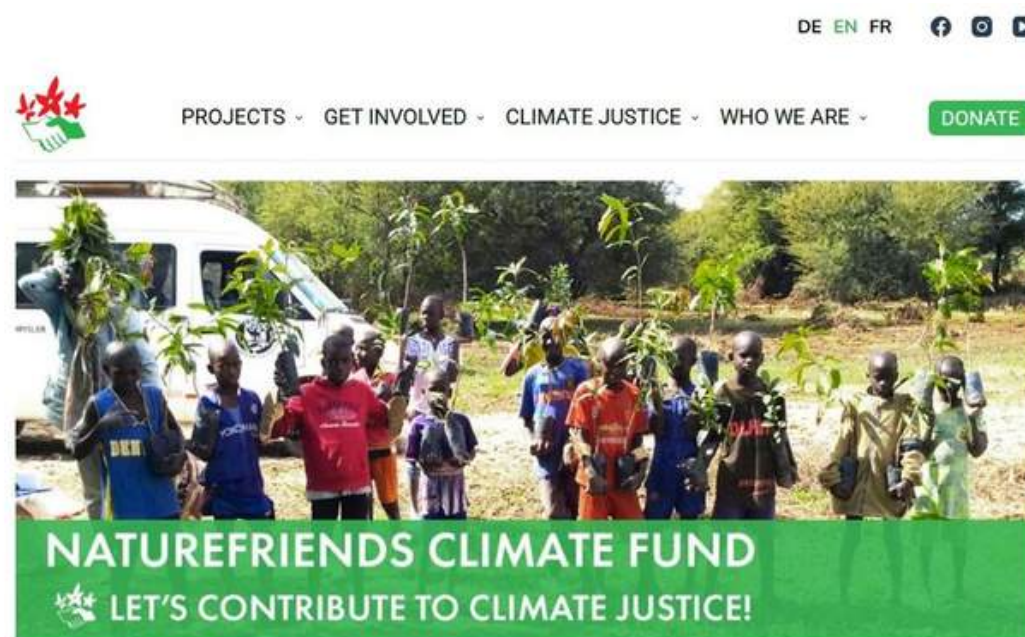 DE EN FR
PROJECTS GET INVOLVED CLIMATE JUSTICE WHO WE ARE DONATE
YOKOHAMA
NATUREFRIENDS CLIMATE FUND
LET'S CONTRIBUTE TO CLIMATE JUSTICE!